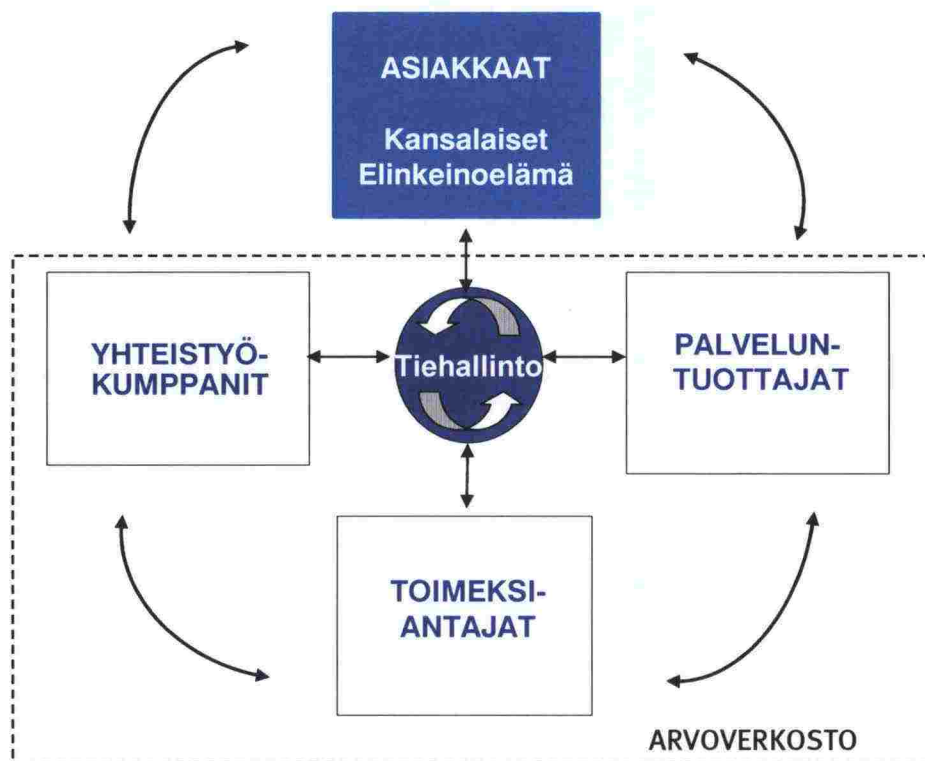 ASIAKKAAT
Kansalaiset
Elinkeinoelämä
YHTEISTYÖ-
KUMPPANIT
Tiehallinto
PALVELUN-
TUOTTAJAT
TOIMEKSI-
ANTAJAT
ARVOVERKOSTO